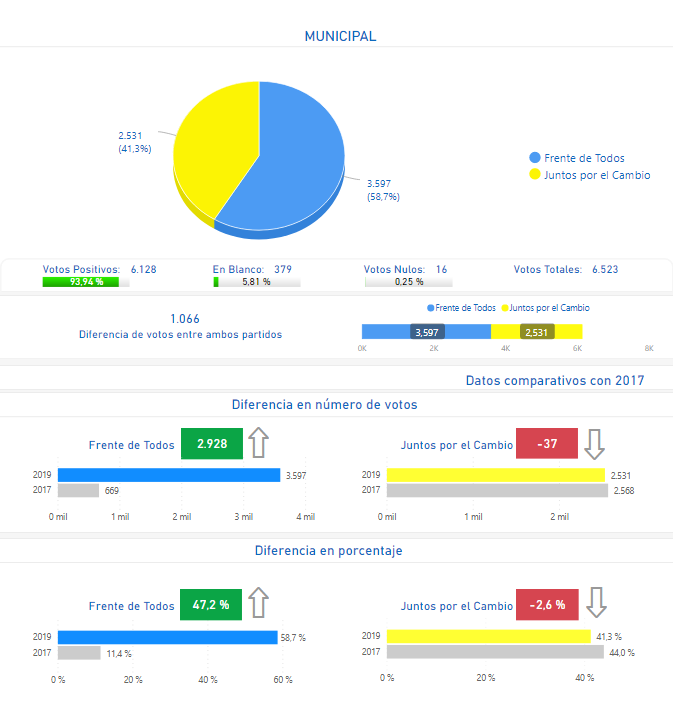 MUNICIPAL
2.531
(41,3%)
3.597
(58,7%)
Frente de Todos
Juntos por el Cambio
Votos Positivos: 6.128
93,94 %
En Blanco: 379
5,81 %
Votos Nulos: 16
0,25 %
Votos Totales: 6.523
1.066
Diferencia de votos entre ambos partidos
Frente de Todos Juntos por el Cambio
3,597 2,531
0K 2K 4K 6K 8K
Datos comparativos con 2017
Diferencia en número de votos
Frente de Todos 2.928
2019 3.597
2017 669
0 mil 1 mil 2 mil 3 mil 4 mil
Juntos por el Cambio -37
2019 2.531
2017 2.568
0 mil 1 mil 2 mil
Diferencia en porcentaje
Frente de Todos 47,2 %
2019 58,7 %
2017 11,4 %
0 % 20 % 40 % 60 %
Juntos por el Cambio -2,6 %
2019 41,3 %
2017 44,0 %
0 % 20 % 40 %